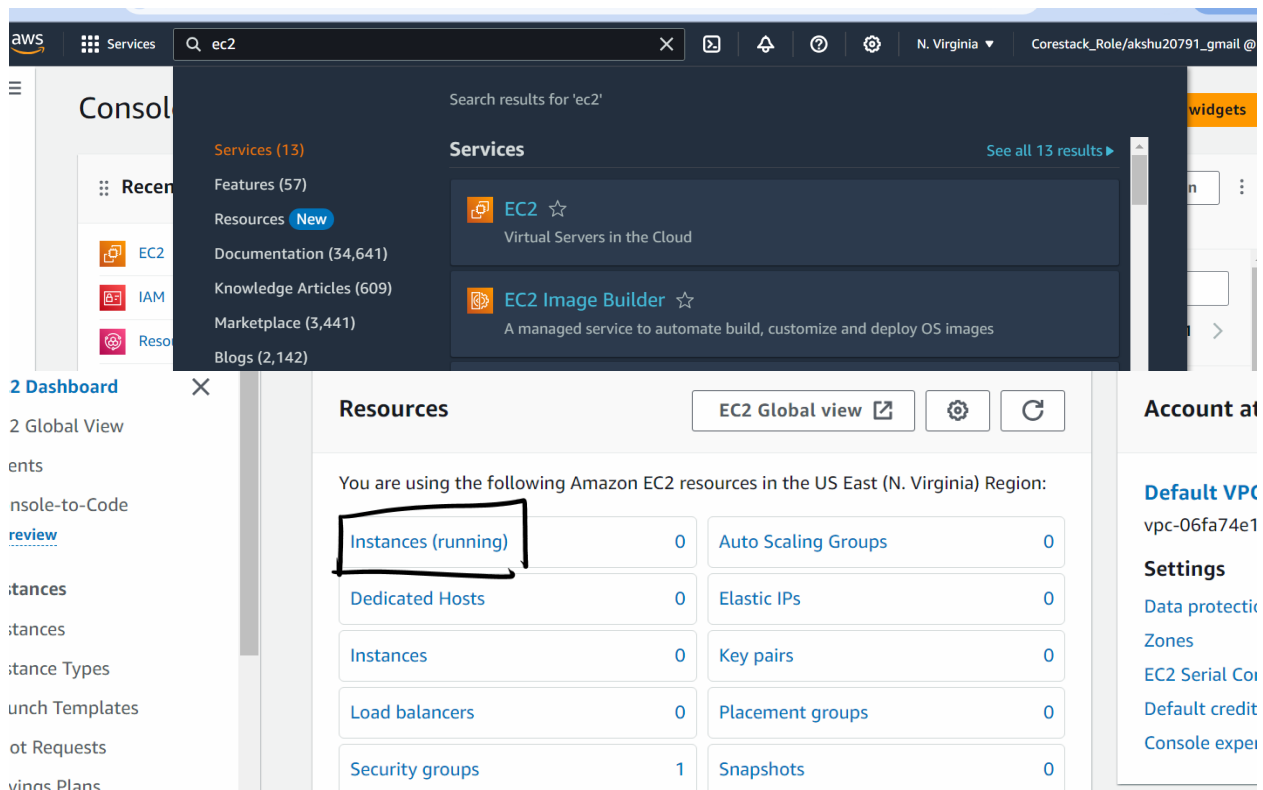 aws
Services
ec2
N. Virginia
Corestack_Role/akshu20791_gmail @
Search results for 'ec2'
Services (13)
Features (57)
Resources New
Documentation (34,641)
Knowledge Articles (609)
Marketplace (3,441)
Blogs (2,142)
Services
See all 13 results
EC2
Virtual Servers in the Cloud
EC2 Image Builder
A managed service to automate build, customize and deploy OS images
Consol
widgets
Recen
n
EC2
IAM
Resou
2 Dashboard
2 Global View
ents
nsole-to-Code
review
stances
stances
stance Types
unch Templates
ot Requests
vings Plans
Resources
EC2 Global view
You are using the following Amazon EC2 resources in the US East (N. Virginia) Region:
Instances (running) 0
Auto Scaling Groups 0
Dedicated Hosts 0
Elastic IPs 0
Instances 0
Key pairs 0
Load balancers 0
Placement groups 0
Security groups 1
Snapshots 0
Account at
Default VPC
vpc-06fa74e1
Settings
Data protectio
Zones
EC2 Serial Con
Default credit
Console exper